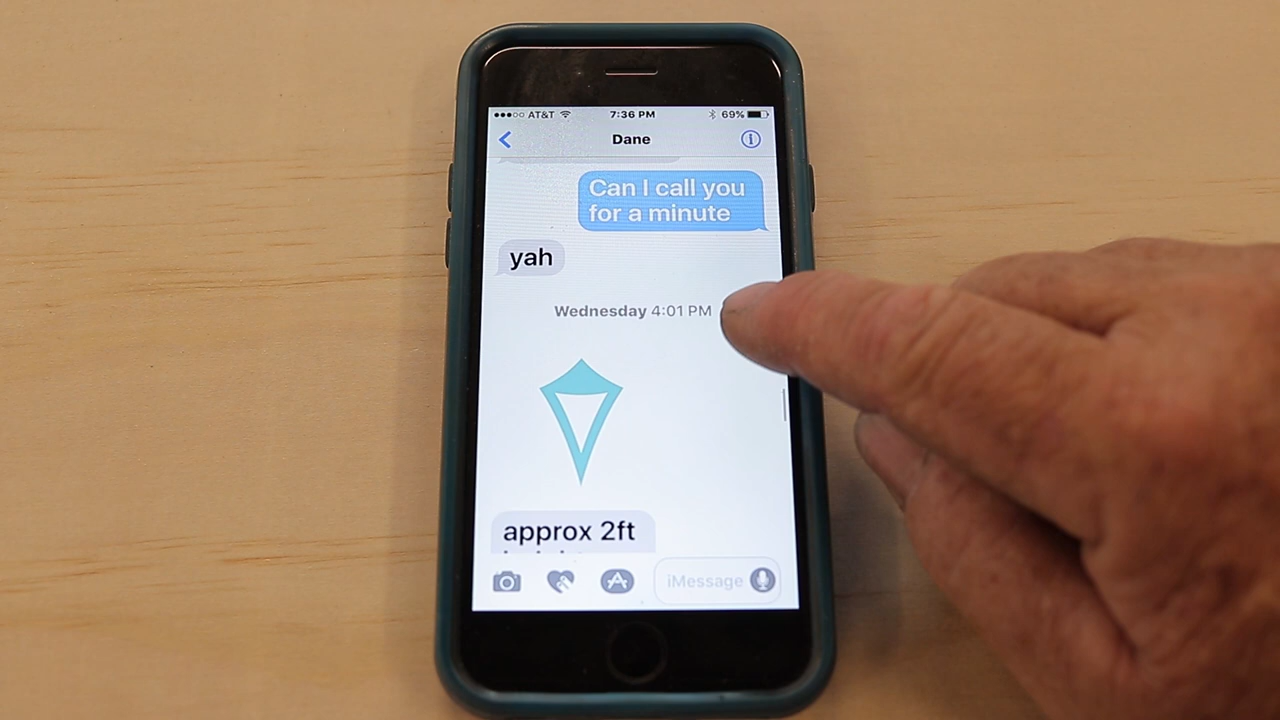 AT&T 7:36 PM 69%
Dane
Can I call you
for a minute
yah
Wednesday 4:01 PM
approx 2ft
iMessage